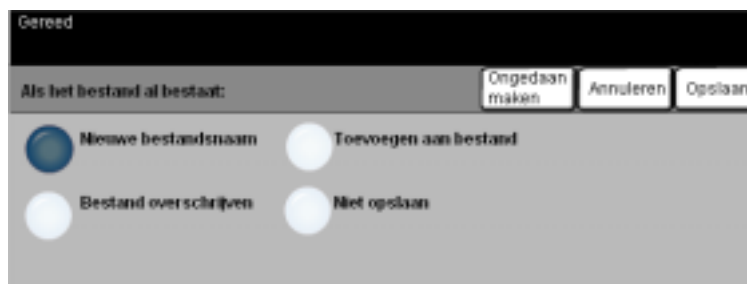 Gereed
Als het bestand al bestaat:
Ongedaan
maken
Annuleren
Opslaan
Nieuwe bestandsnaam
Toevoegen aan bestand
Bestand overschrijven
Niet opslaan